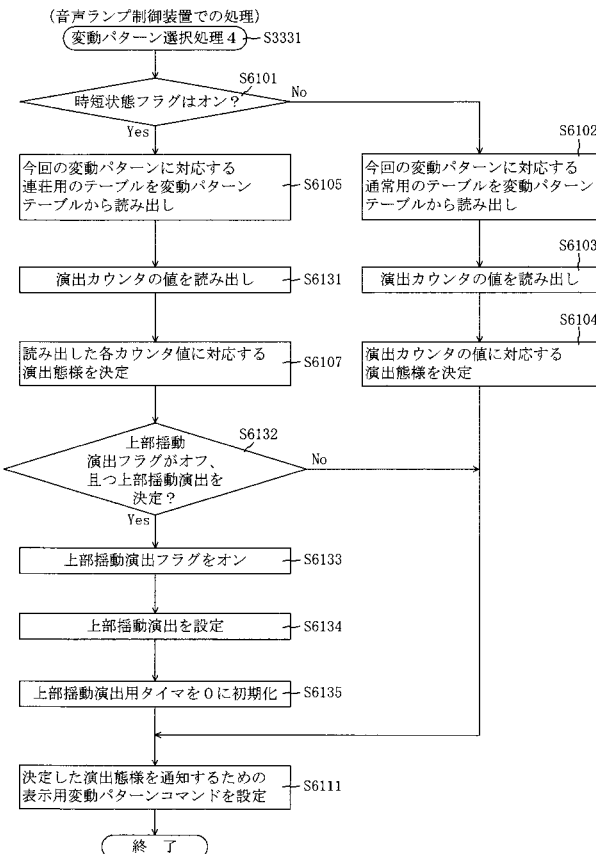 (音声ランプ制御装置での処理)
変動パターン選択処理4
S3331
S6101
時短状態フラグはオン?
No
Yes
S6102
今回の変動パターンに対応する
連荘用のテーブルを変動パターン
テーブルから読み出し
S6105
今回の変動パターンに対応する
通常用のテーブルを変動パターン
テーブルから読み出し
S6103
演出カウンタの値を読み出し
S6131
演出カウンタの値を読み出し
S6104
読み出した各カウンタ値に対応する
演出態様を決定
S6107
演出カウンタの値に対応する
演出態様を決定
S6132
上部揺動
演出フラグがオフ、
且つ上部揺動演出を
決定?
No
Yes
上部揺動演出フラグをオン
S6133
上部揺動演出を設定
S6134
上部揺動演出用タイマを0に初期化
S6135
決定した演出態様を通知するための
表示用変動パターンコマンドを設定
S6111
終 了